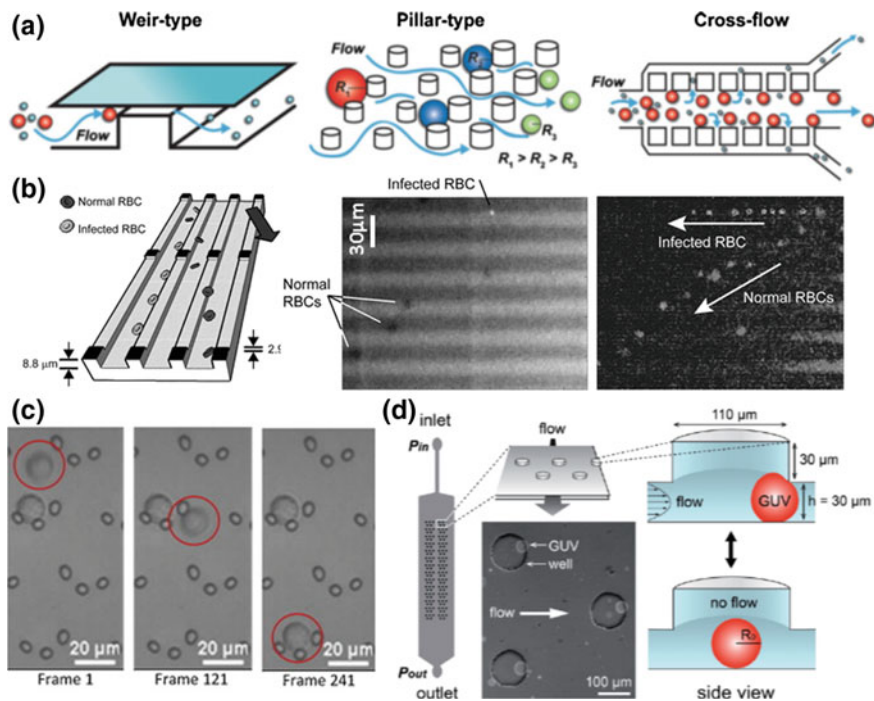 (a)
Weir-type
Pillar-type
Cross-flow
Flow
Flow
R₁
R₃
R₁ > R₂ > R₃
Flow
(b)
Normal RBC
Infected RBC
8.8 μm
2.9
Infected RBC
30μm
Normal
RBCs
Infected RBC
Normal RBCs
(c)
20 μm
20 μm
20 μm
Frame 1
Frame 121
Frame 241
(d)
inlet
Pin
Pout
outlet
flow
GUV
well
flow
100 μm
110 μm
30 μm
flow
GUV
h = 30 μm
no flow
side view